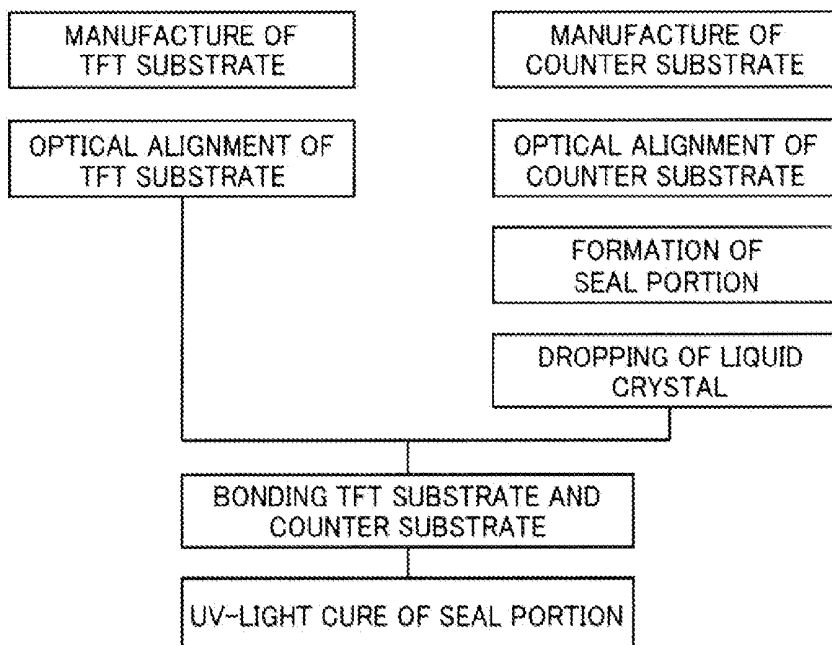 MANUFACTURE OF
TFT SUBSTRATE
MANUFACTURE OF
COUNTER SUBSTRATE
OPTICAL ALIGNMENT OF
TFT SUBSTRATE
OPTICAL ALIGNMENT OF
COUNTER SUBSTRATE
FORMATION OF
SEAL PORTION
DROPPING OF LIQUID
CRYSTAL
BONDING TFT SUBSTRATE AND
COUNTER SUBSTRATE
UV-LIGHT CURE OF SEAL PORTION